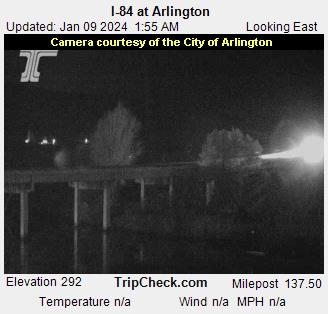 I-84 at Arlington
Updated: Jan 09 2024 1:55 AM Looking East
Camera courtesy of the City of Arlington
Elevation 292 TripCheck.com Milepost 137.50
Temperature n/a Wind n/a MPH n/a